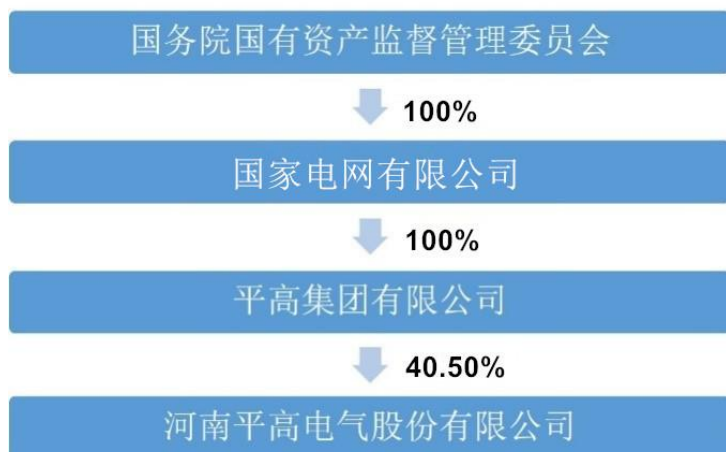 国务院国有资产监督管理委员会
100%
国家电网有限公司
100%
平高集团有限公司
40.50%
河南平高电气股份有限公司